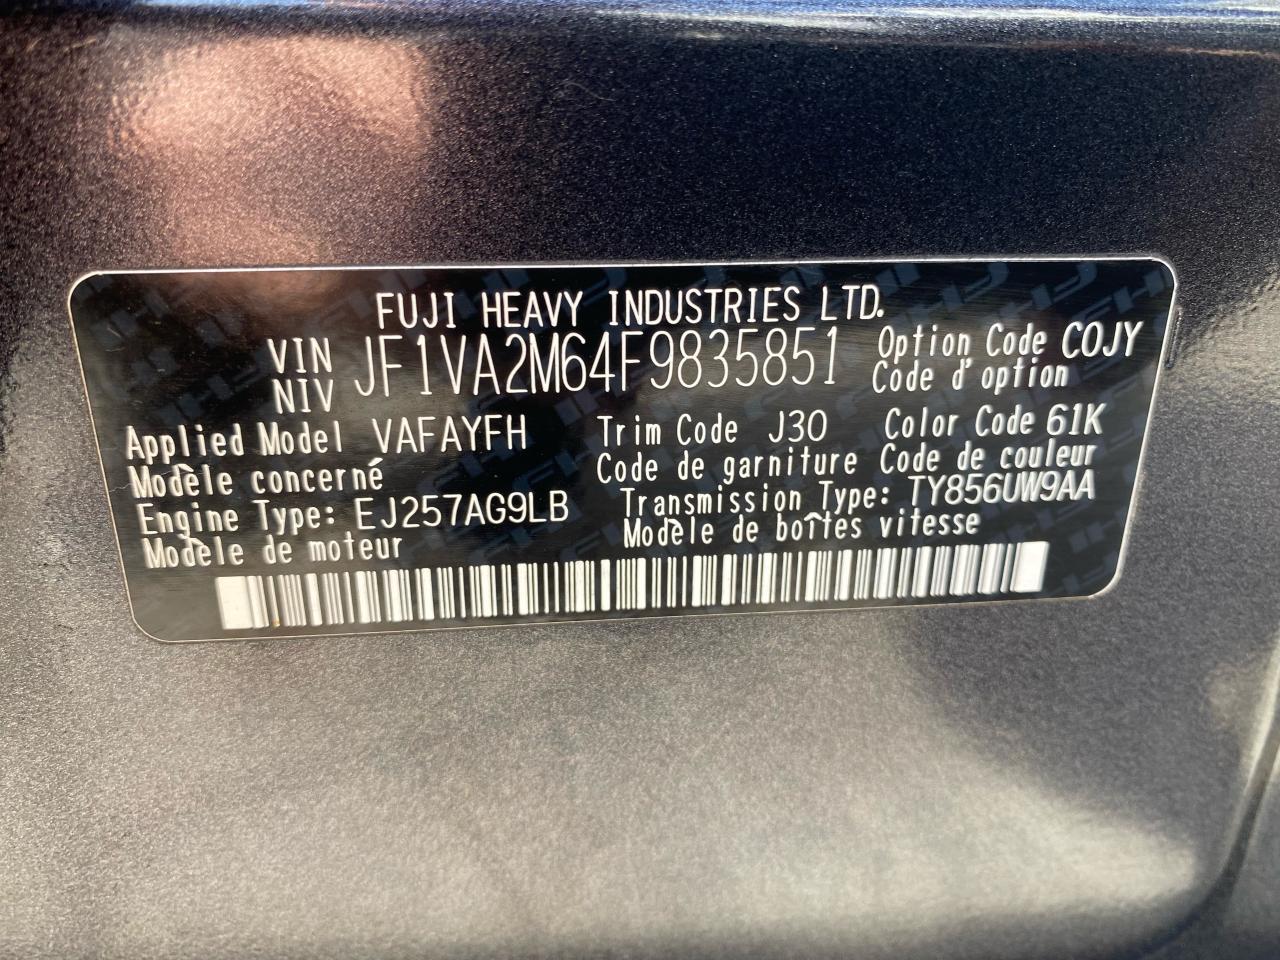 FUJI HEAVY INDUSTRIES LTD.
VIN JF1VA2M64F9835851 Option Code COJY
NIV Code d'option
Applied Model VAFAYFH Trim Code J30 Color Code 61K
Modèle concerné Code de garniture Code de couleur
Engine Type: EJ257AG9LB Transmission Type: TY856UW9AA
Modèle de moteur Modèle de boîtes vitesse